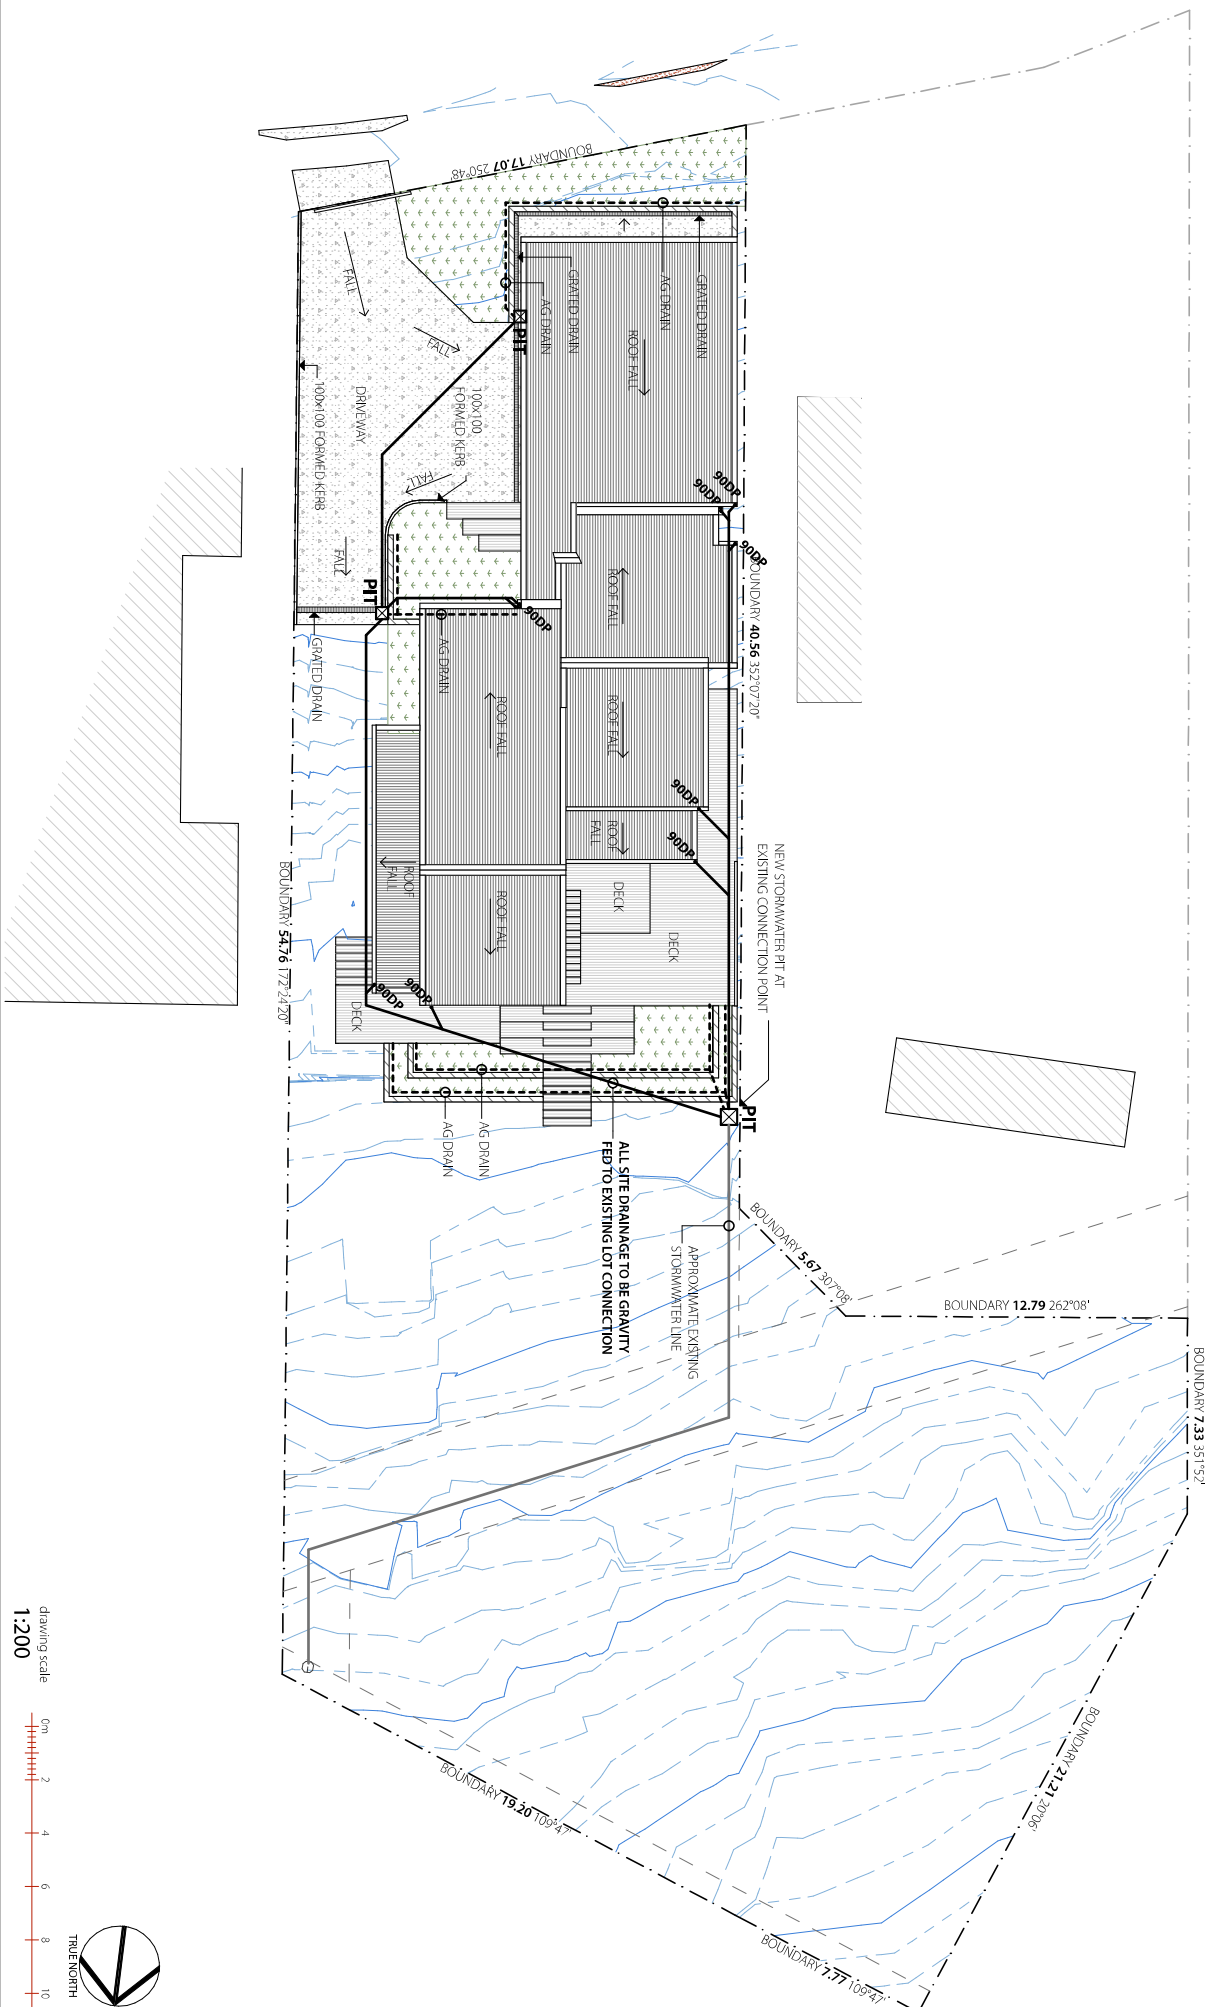 BOUNDARY 17.07 250°48'
GRATED DRAIN
AG DRAIN
GRATED DRAIN
AG DRAIN
PIT
ROOF FALL
FALL
FALL
DRIVEWAY
100x100
FORMED KERB
100x100 FORMED KERB
FALL
FALL
PIT
GRATED DRAIN
90DP
90DP
90DP
BOUNDARY 40.56 352°07'20"
ROOF FALL
90DP
AG DRAIN
ROOF FALL
ROOF FALL
90DP
90DP
ROOF
FALL
ROOF
FALL
ROOF FALL
DECK
DECK
NEW STORMWATER PIT AT
EXISTING CONNECTION POINT
BOUNDARY 54.76 172°24'20"
90DP
90DP
DECK
PIT
AG DRAIN
AG DRAIN
ALL SITE DRAINAGE TO BE GRAVITY
FED TO EXISTING LOT CONNECTION
APPROXIMATE EXISTING
STORMWATER LINE
BOUNDARY 5.67 307°08'
BOUNDARY 12.79 262°08'
BOUNDARY 7.33 351°52'
BOUNDARY 21.21 20°06'
BOUNDARY 19.20 109°47'
BOUNDARY 7.77 109°47'
drawing scale
1:200
0m 2 4 6 8 10
TRUE NORTH